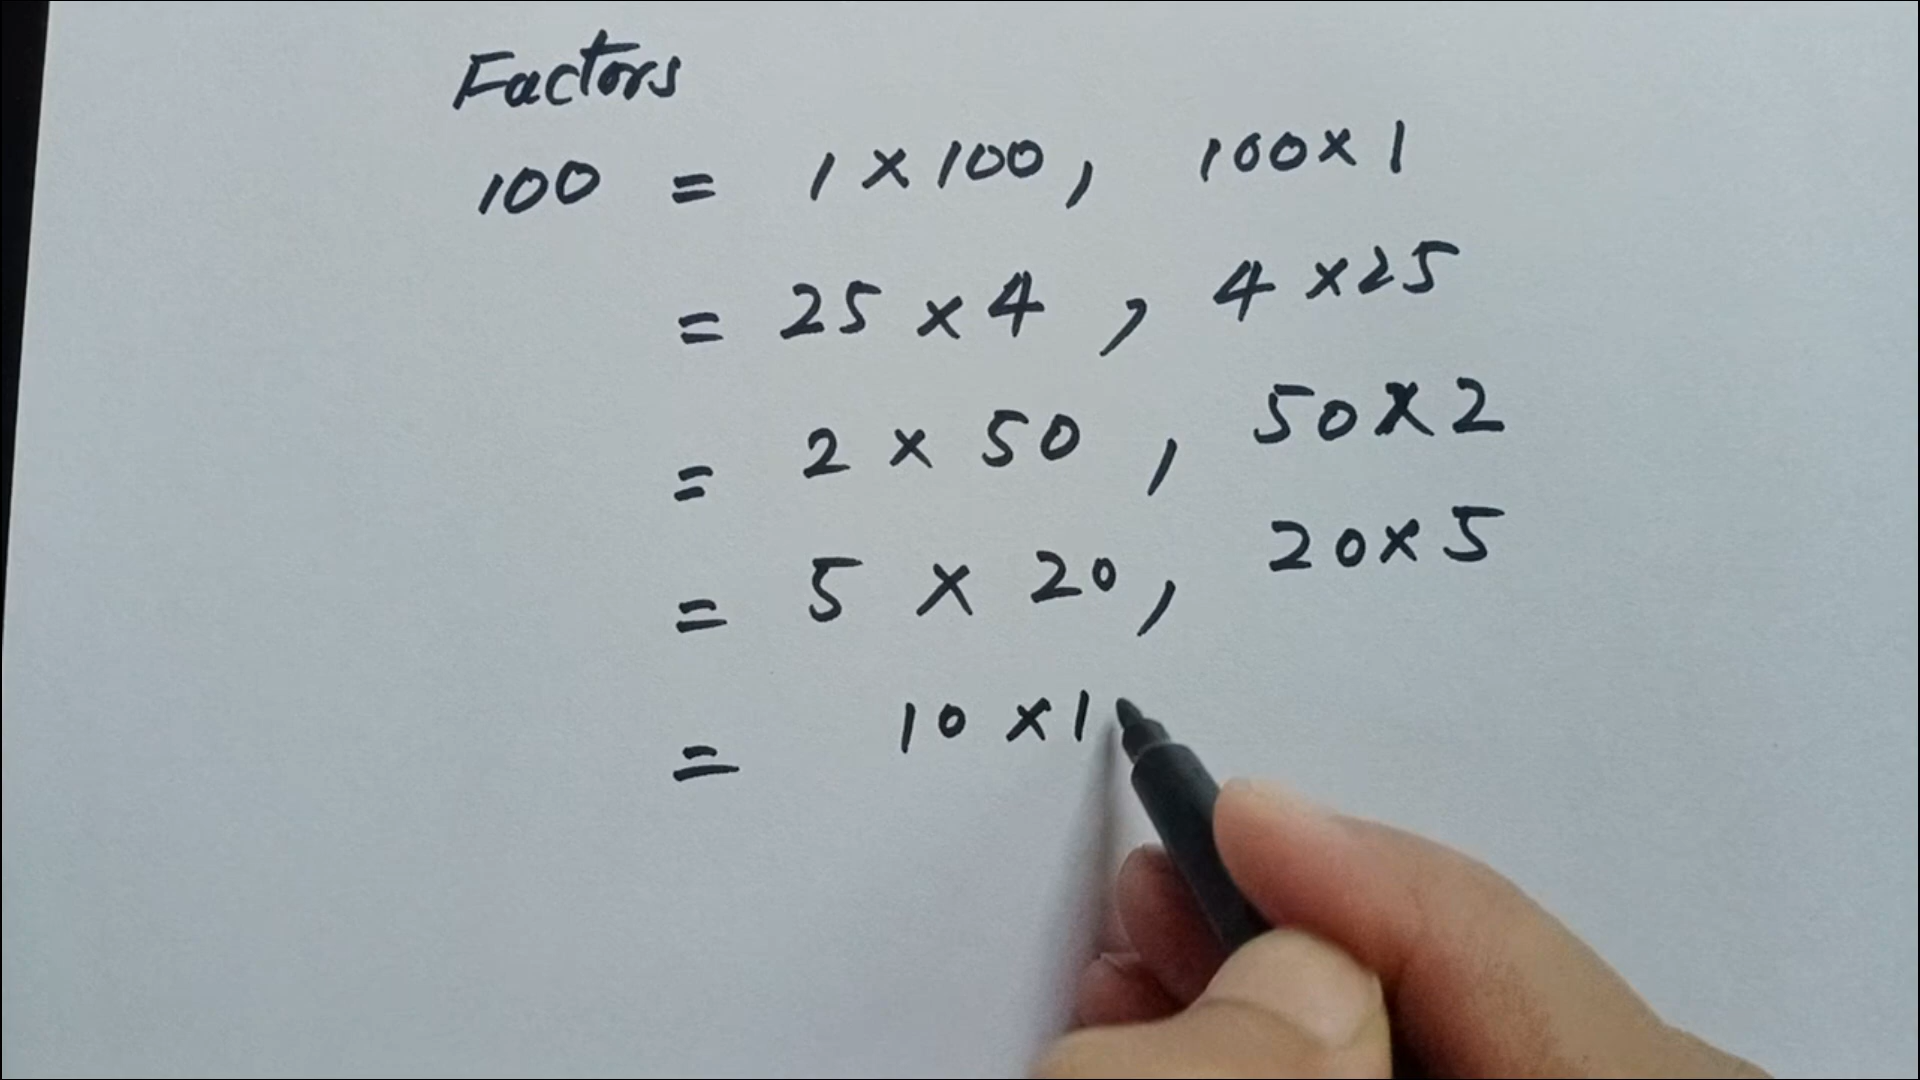 Factors
100 = 1 × 100, 100 × 1
= 25 × 4, 4 × 25
= 2 × 50, 50 × 2
= 5 × 20, 20 × 5
= 10 × 1